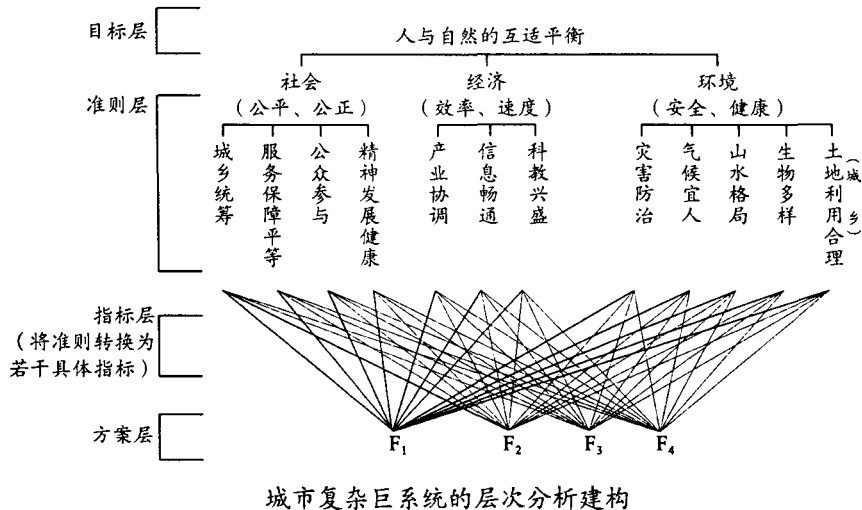 目标层
人与自然的互适平衡
社会
经济
环境
准则层
(公平、公正)
(效率、速度)
(安全、健康)
城乡统筹
服务保障平等
公众参与
精神发展健康
产业协调
信息畅通
科教兴盛
灾害防治
气候宜人
山水格局
生物多样
土地利用合理
(城乡)
指标层
(将准则转换为
若干具体指标)
方案层
F₁
F₂
F₃
F₄
城市复杂巨系统的层次分析建构